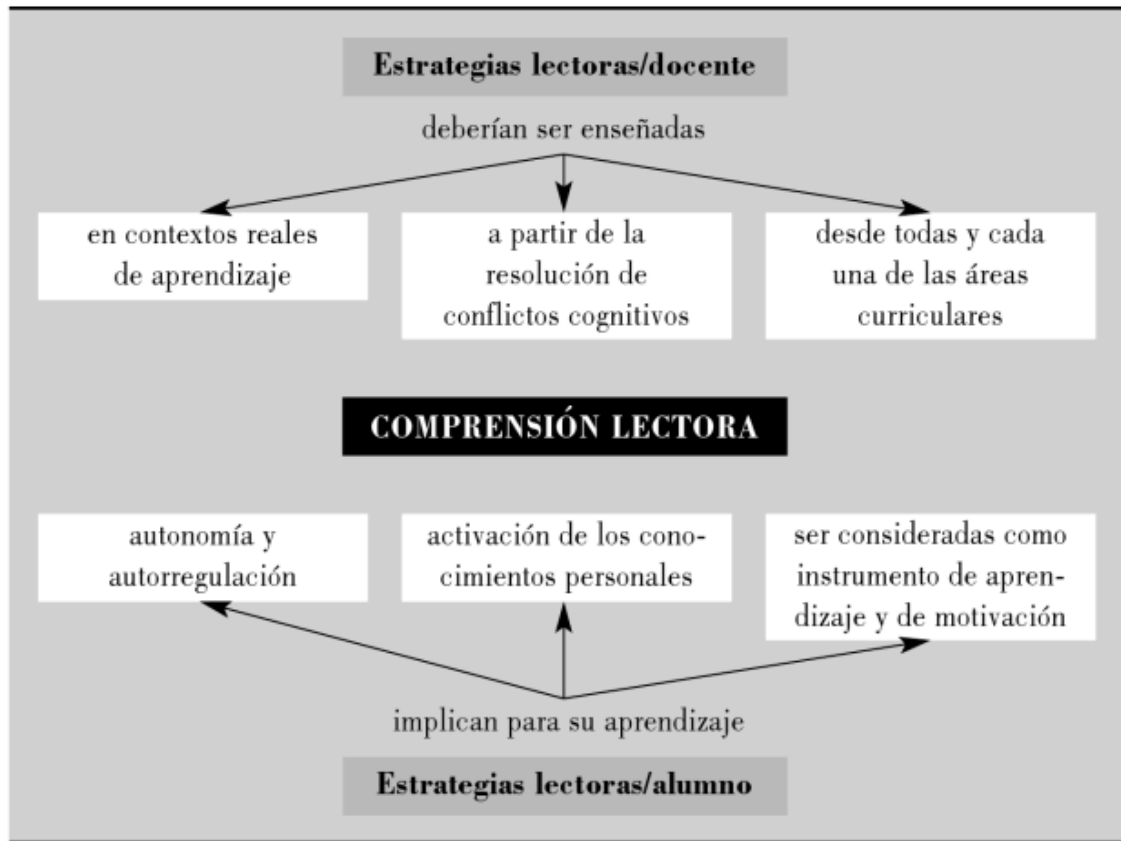 Estrategias lectoras/docente
deberían ser enseñadas
en contextos reales
de aprendizaje
a partir de la
resolución de
conflictos cognitivos
desde todas y cada
una de las áreas
curriculares
COMPRENSIÓN LECTORA
autonomía y
autorregulación
activación de los cono-
cimientos personales
ser consideradas como
instrumento de apren-
dizaje y de motivación
implican para su aprendizaje
Estrategias lectoras/alumno